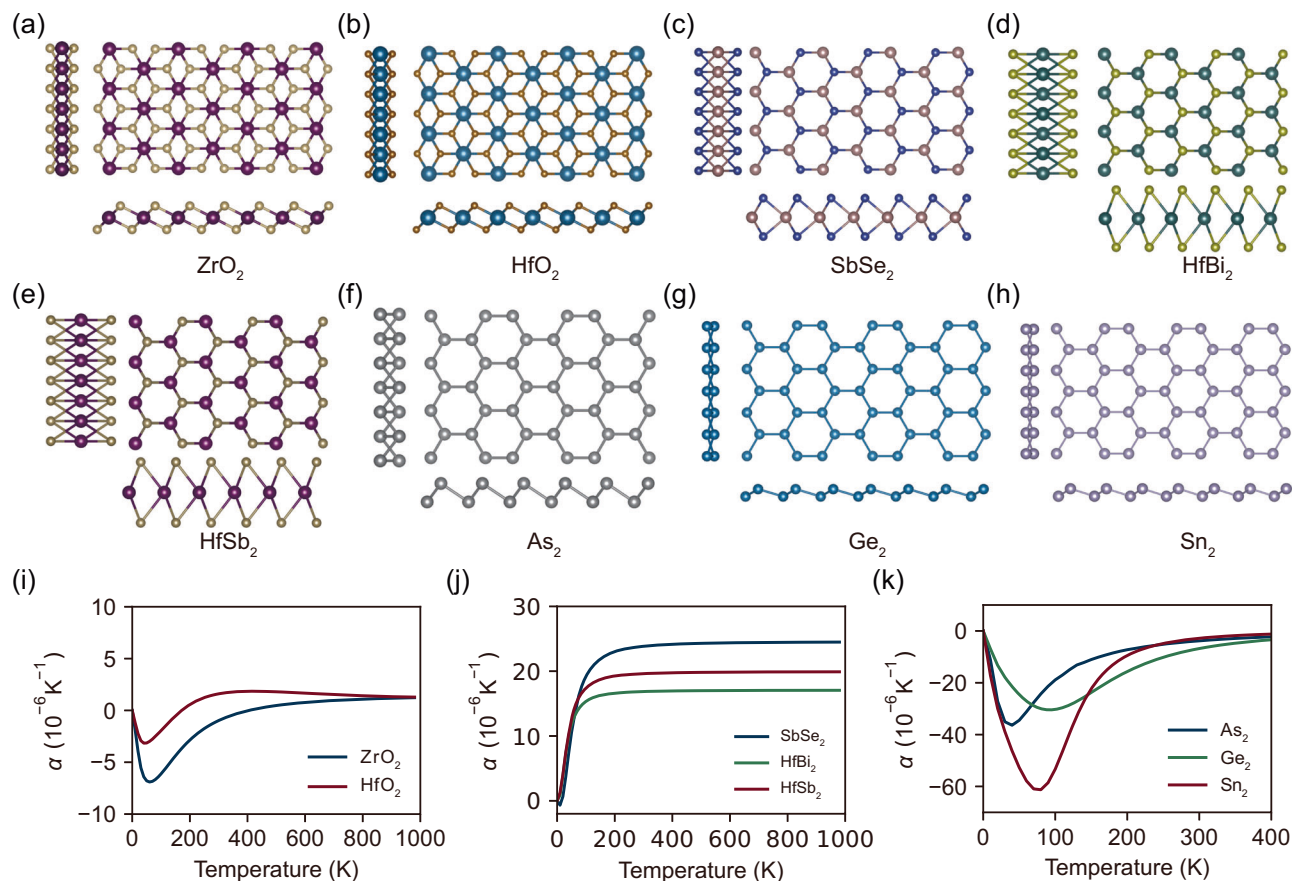 (a) (b) (c) (d)
ZrO₂ HfO₂ SbSe₂ HfBi₂
(e) (f) (g) (h)
HfSb₂ As₂ Ge₂ Sn₂
(i) (j) (k)
α (10⁻⁶K⁻¹)
10
5
0
−5
−10
ZrO₂
HfO₂
0 200 400 600 800 1000
Temperature (K)
α (10⁻⁶K⁻¹)
30
20
10
0
SbSe₂
HfBi₂
HfSb₂
0 200 400 600 800 1000
Temperature (K)
α (10⁻⁶K⁻¹)
0
−20
−40
−60
As₂
Ge₂
Sn₂
0 100 200 300 400
Temperature (K)